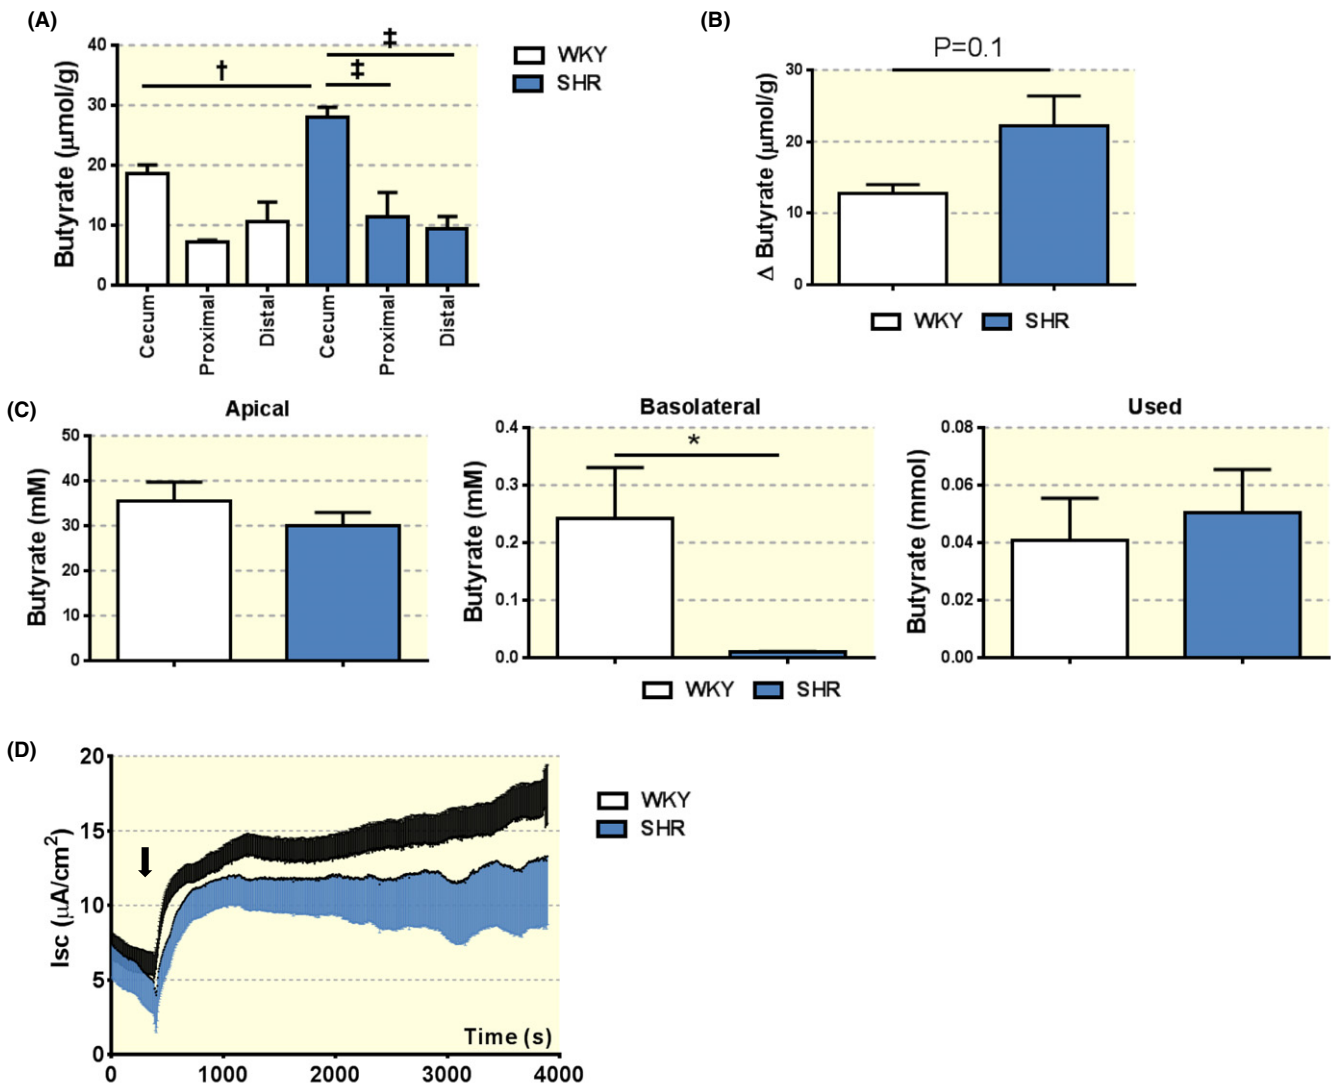 (A)
40
30
20
10
0
Butyrate (µmol/g)
†
‡
‡
Cecum
Proximal
Distal
Cecum
Proximal
Distal
WKY
SHR
(B)
P=0.1
30
20
10
0
Δ Butyrate (µmol/g)
WKY
SHR
(C)
Apical
50
40
30
20
10
0
Butyrate (mM)
Basolateral
*
0.4
0.3
0.2
0.1
0.0
Butyrate (mM)
WKY
SHR
Used
0.08
0.06
0.04
0.02
0.00
Butyrate (mmol)
(D)
20
15
10
5
0
Isc (µA/cm²)
0
1000
2000
3000
4000
Time (s)
WKY
SHR